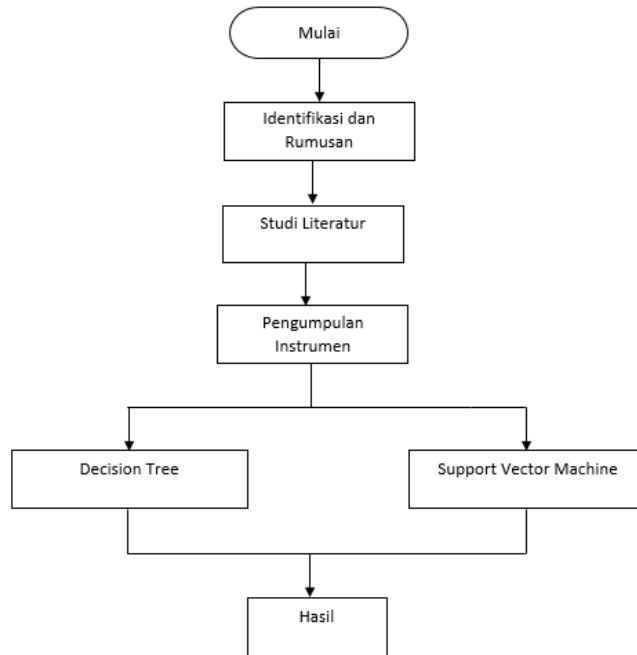 Mulai
Identifikasi dan
Rumusan
Studi Literatur
Pengumpulan
Instrumen
Decision Tree
Support Vector Machine
Hasil